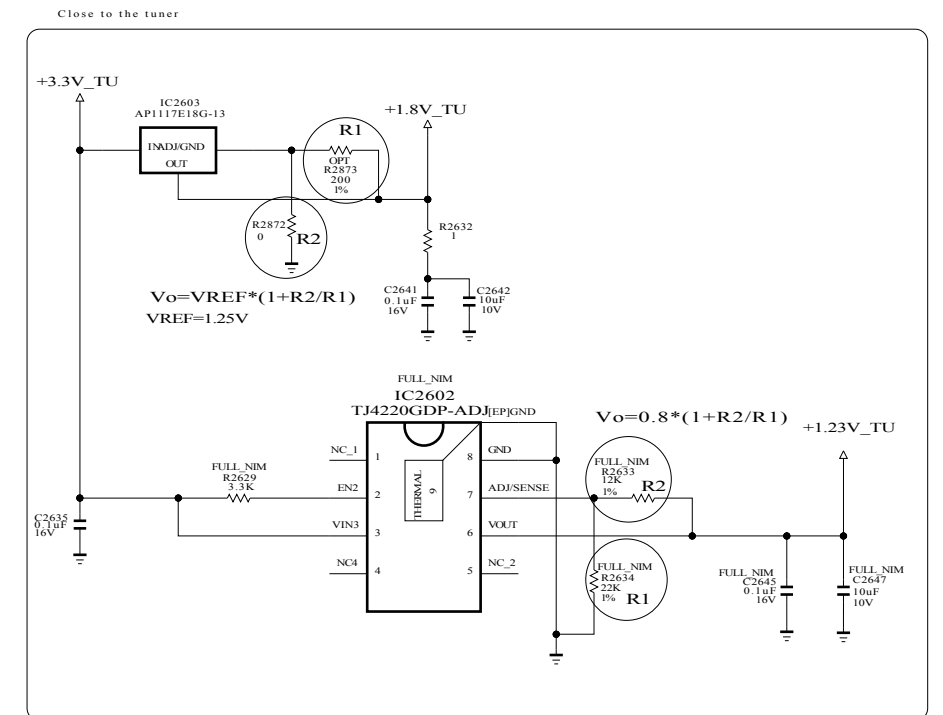 Close to the tuner
+3.3V_TU
IC2603
AP1117E18G-13
INADJ/GND
OUT
+1.8V_TU
R1
OPT
R2873
200
1%
R2872
0
R2
R2632
1
C2641
0.1uF
16V
C2642
10uF
10V
Vo=VREF*(1+R2/R1)
VREF=1.25V
FULL_NIM
IC2602
TJ4220GDP-ADJ[EP]GND
Vo=0.8*(1+R2/R1)
+1.23V_TU
NC_1
1
8
GND
FULL_NIM
R2629
3.3K
EN2
2
THERMAL
9
7
ADJ/SENSE
FULL_NIM
R2633
12K
1%
R2
VIN3
3
6
VOUT
NC4
4
5
NC_2
C2635
0.1uF
16V
FULL_NIM
R2634
22K
1%
R1
FULL_NIM
C2645
0.1uF
16V
FULL_NIM
C2647
10uF
10V